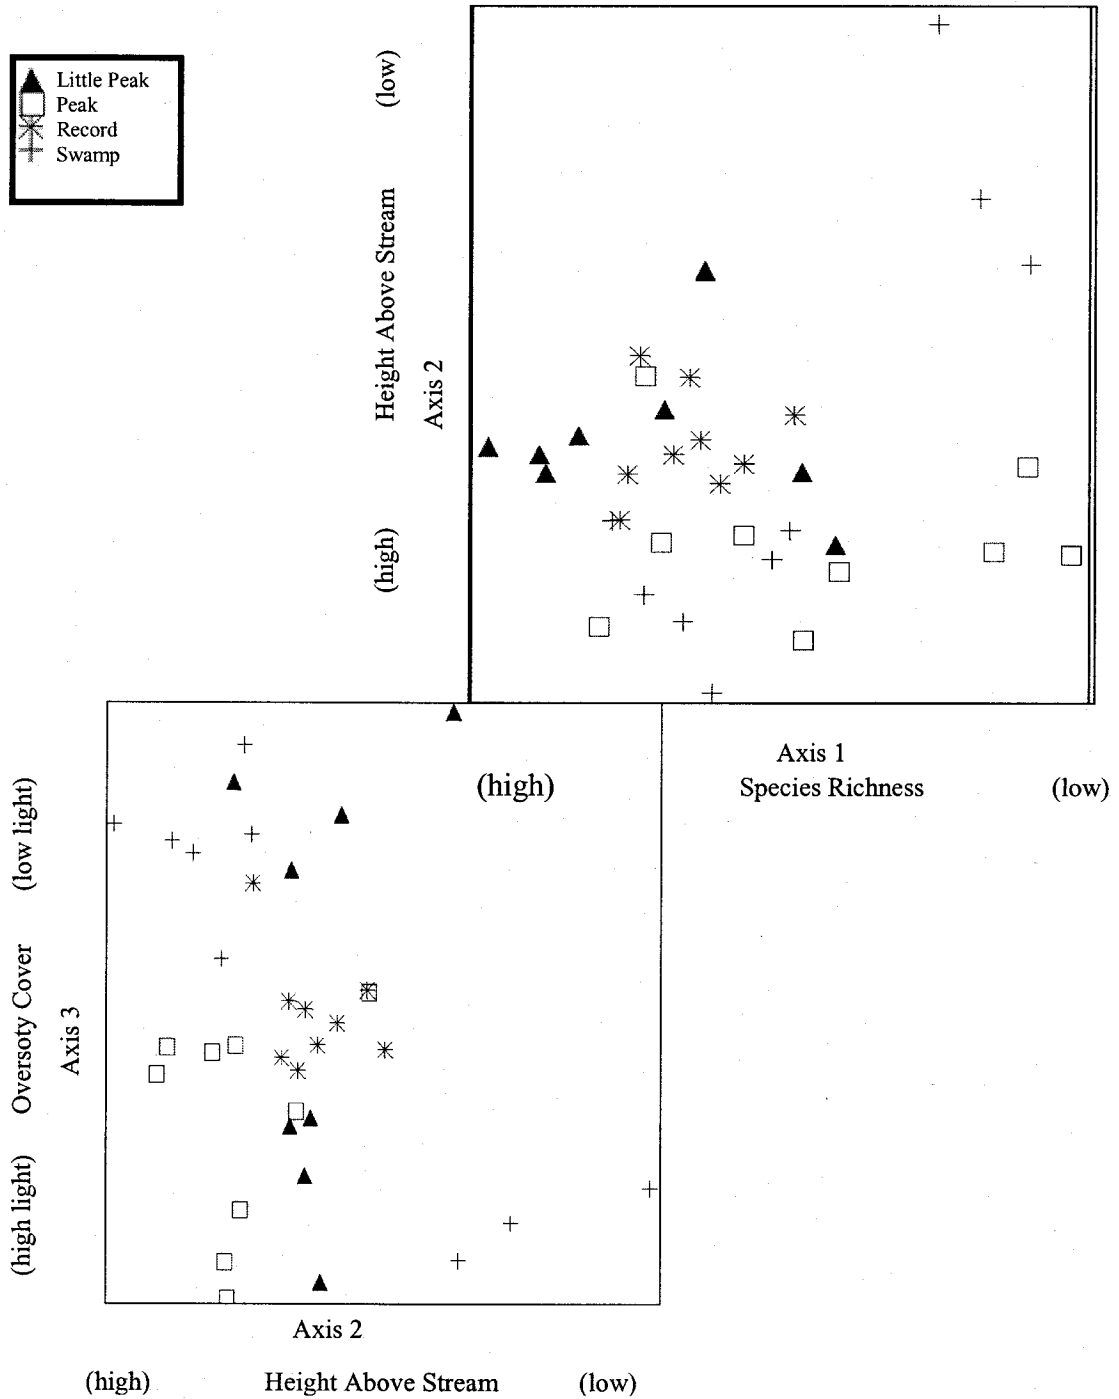 Little Peak
Peak
Record
Swamp
(low)
Height Above Stream
Axis 2
(high)
Axis 1
(high)
Species Richness
(low)
(low light)
Oversoty Cover
Axis 3
(high light)
Axis 2
(high)
Height Above Stream
(low)